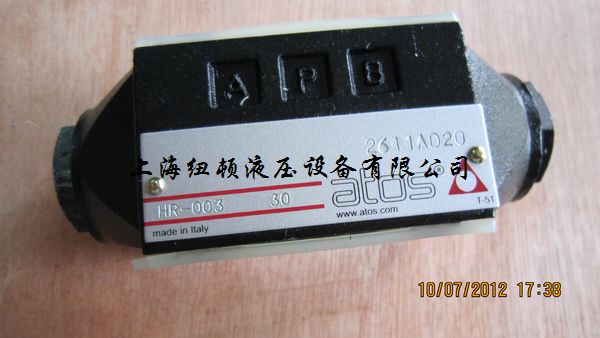 A P B
2611AD20
上海纽顿液压设备有限公司
HR-003 30
atos®
www.atos.com
made in Italy
T-51
10/07/2012 17:38